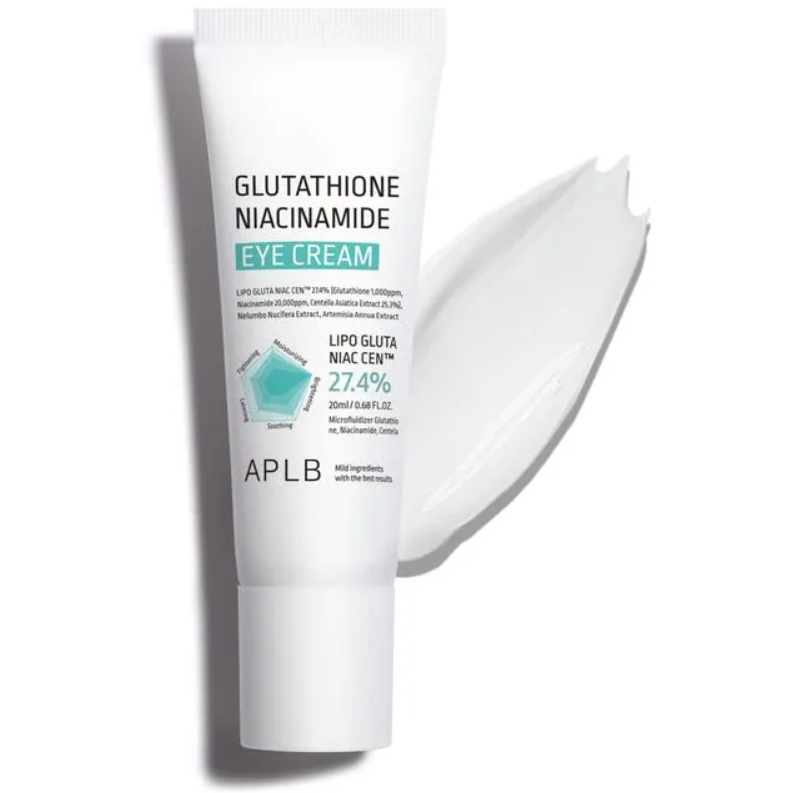 GLUTATHIONE
NIACINAMIDE
EYE CREAM
LIPO GLUTA NIAC CEN™ 27.4% [Glutathione 1,000ppm,
Niacinamide 20,000ppm, Centella Asiatica Extract 25.3%],
Nelumbo Nucifera Extract, Artemisia Annua Extract
Moisturizing
Tightening
Brightening
Calming
Soothing
LIPO GLUTA
NIAC CEN™
27.4%
20ml / 0.68 FL.OZ.
Microfluidizer Glutathio
ne, Niacinamide, Centella
APLB
Mild ingredients
with the best results